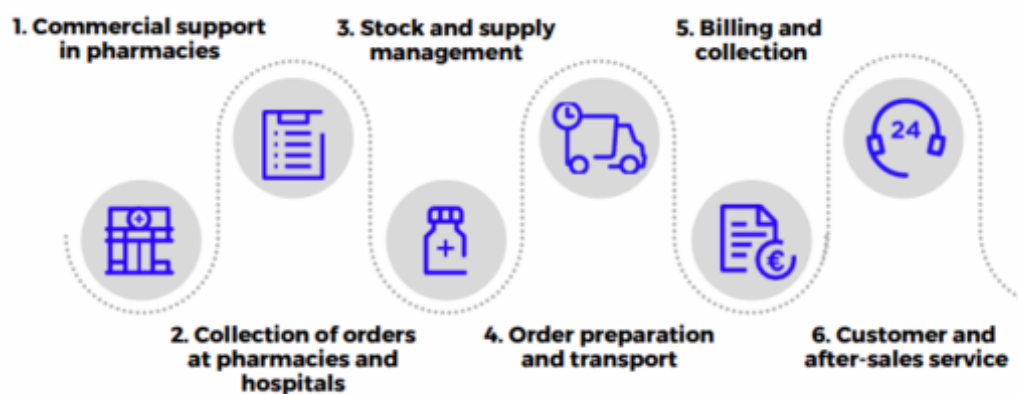 1. Commercial support
in pharmacies
3. Stock and supply
management
5. Billing and
collection
24
€
2. Collection of orders
at pharmacies and
hospitals
4. Order preparation
and transport
6. Customer and
after-sales service